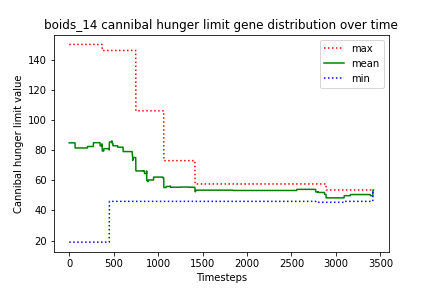 boids_14 cannibal hunger limit gene distribution over time
max
mean
min
Cannibal hunger limit value
140
120
100
80
60
40
20
0
500
1000
1500
2000
2500
3000
3500
Timesteps